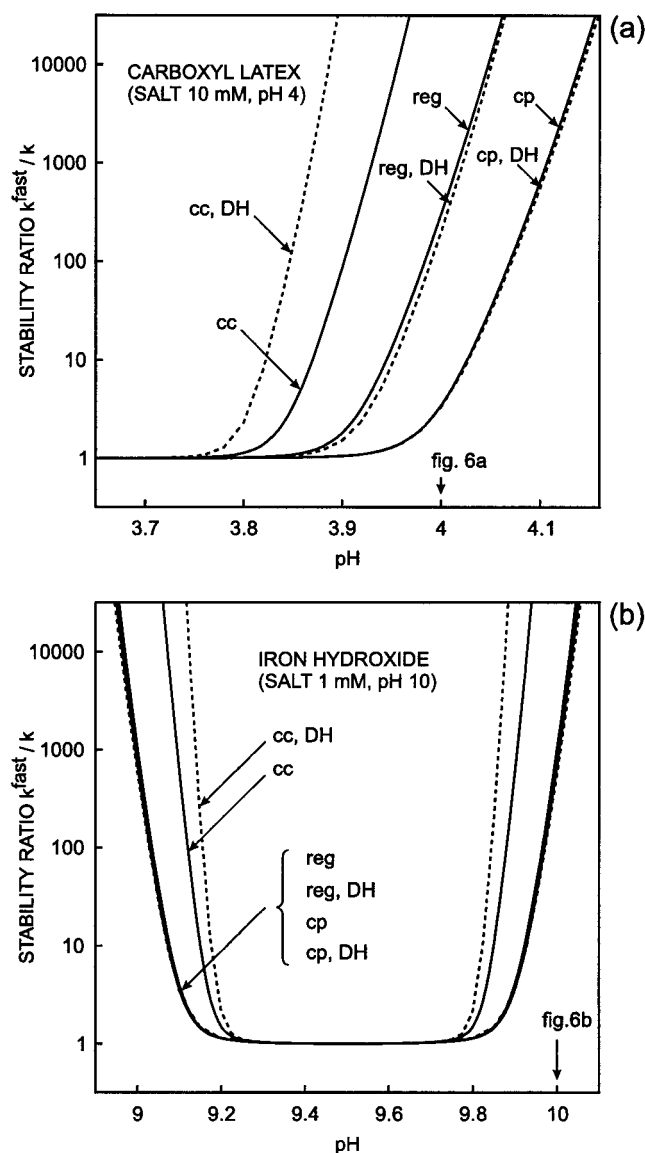 (a)
10000
1000
100
10
1
STABILITY RATIO k^fast / k
CARBOXYL LATEX
(SALT 10 mM, pH 4)
cc, DH
cc
reg
reg, DH
cp
cp, DH
fig. 6a
3.7 3.8 3.9 4 4.1
pH
(b)
10000
1000
100
10
1
STABILITY RATIO k^fast / k
IRON HYDROXIDE
(SALT 1 mM, pH 10)
cc, DH
cc
reg
reg, DH
cp
cp, DH
fig.6b
9 9.2 9.4 9.6 9.8 10
pH